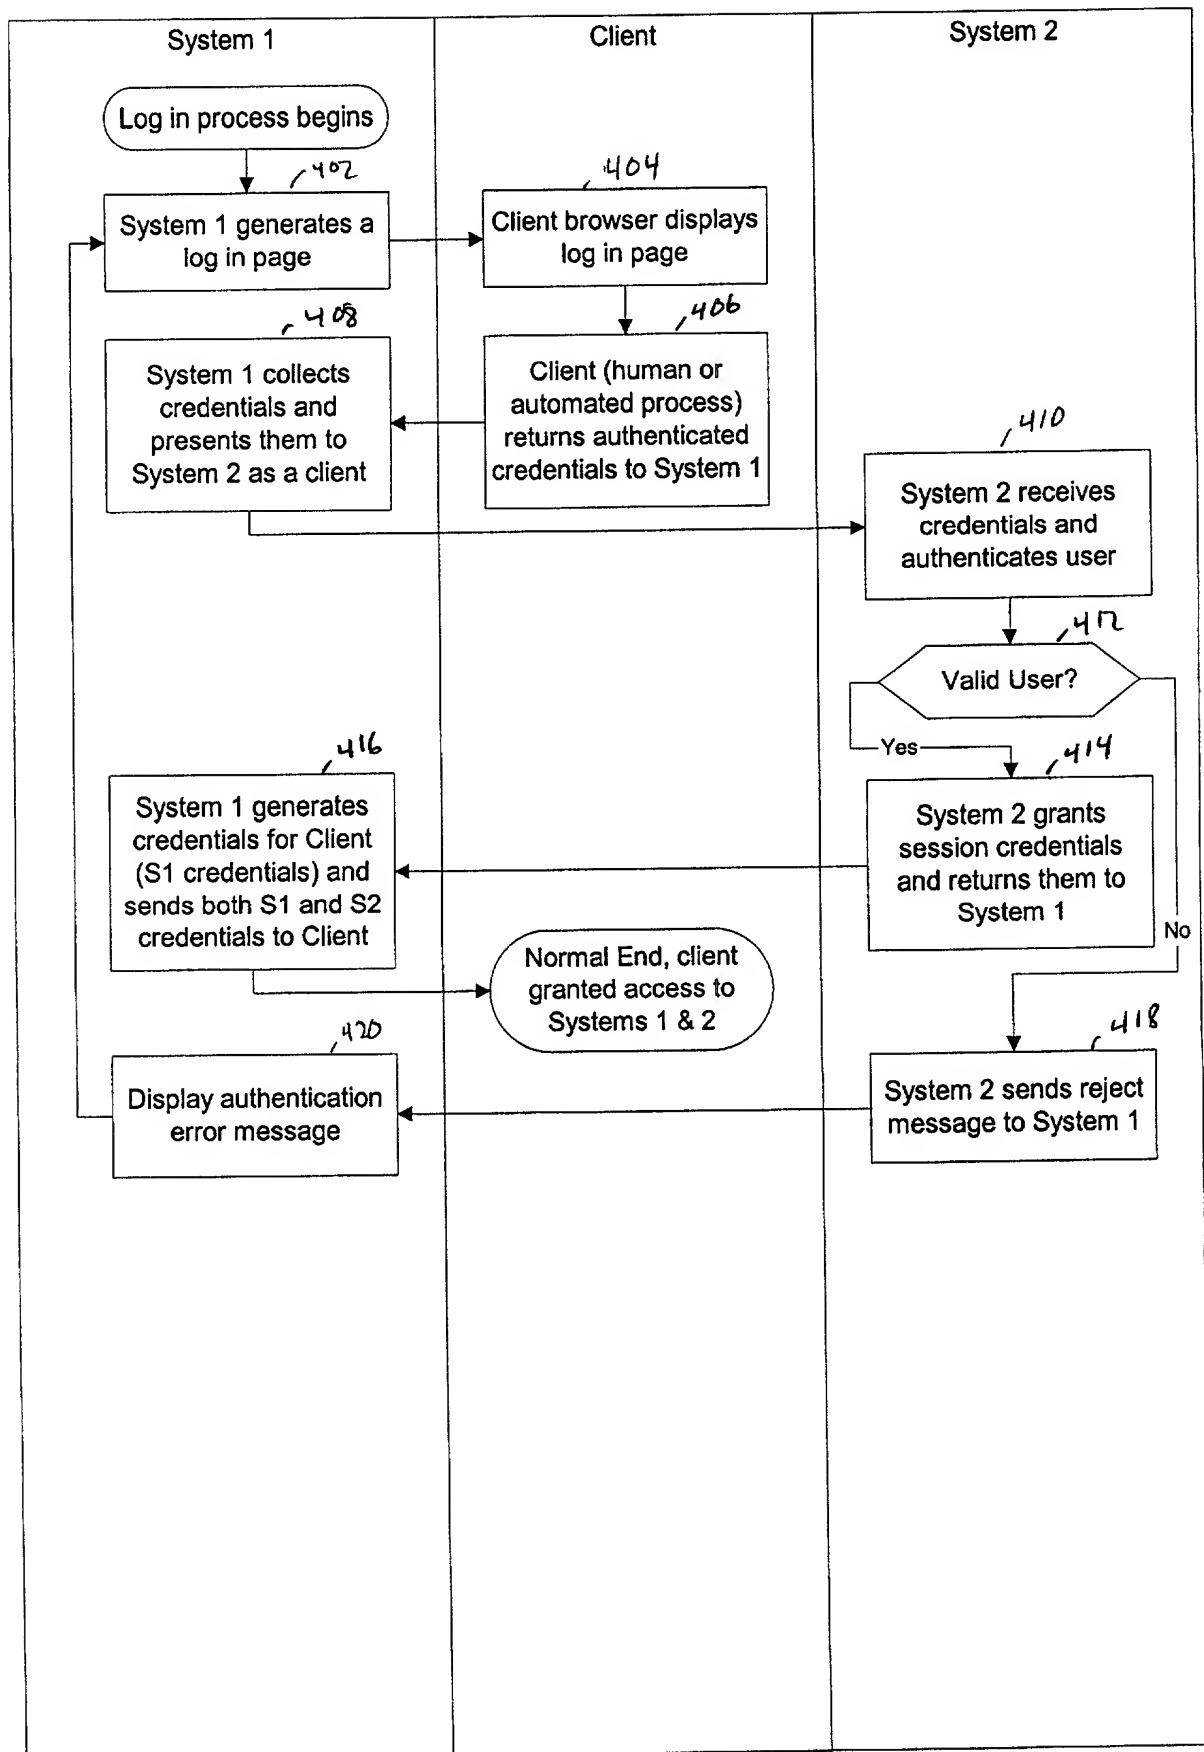 System 1
Client
System 2
Log in process begins
402
System 1 generates a
log in page
404
Client browser displays
log in page
406
Client (human or
automated process)
returns authenticated
credentials to System 1
408
System 1 collects
credentials and
presents them to
System 2 as a client
410
System 2 receives
credentials and
authenticates user
412
Valid User?
Yes
No
414
System 2 grants
session credentials
and returns them to
System 1
416
System 1 generates
credentials for Client
(S1 credentials) and
sends both S1 and S2
credentials to Client
Normal End, client
granted access to
Systems 1 & 2
418
System 2 sends reject
message to System 1
420
Display authentication
error message